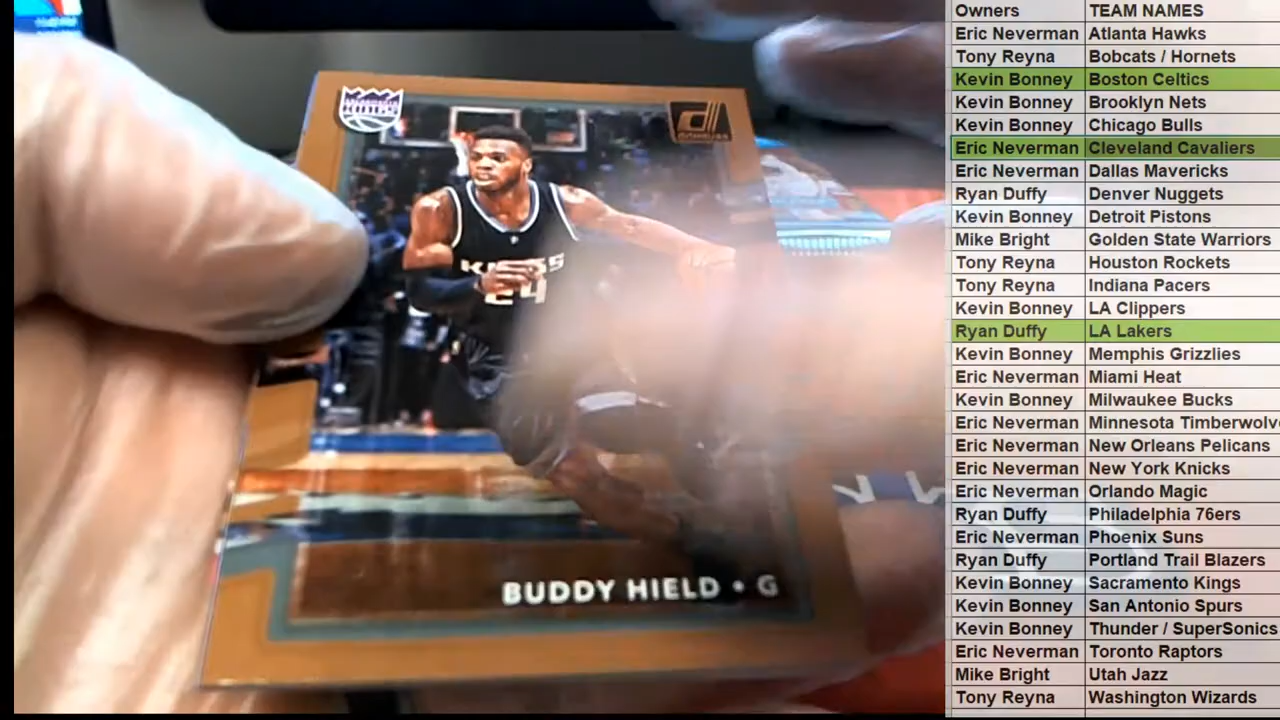 KINGS
24
BUDDY HIELD • G
Owners TEAM NAMES
Eric Neverman Atlanta Hawks
Tony Reyna Bobcats / Hornets
Kevin Bonney Boston Celtics
Kevin Bonney Brooklyn Nets
Kevin Bonney Chicago Bulls
Eric Neverman Cleveland Cavaliers
Eric Neverman Dallas Mavericks
Ryan Duffy Denver Nuggets
Kevin Bonney Detroit Pistons
Mike Bright Golden State Warriors
Tony Reyna Houston Rockets
Tony Reyna Indiana Pacers
Kevin Bonney LA Clippers
Ryan Duffy LA Lakers
Kevin Bonney Memphis Grizzlies
Eric Neverman Miami Heat
Kevin Bonney Milwaukee Bucks
Eric Neverman Minnesota Timberwolve
Eric Neverman New Orleans Pelicans
Eric Neverman New York Knicks
Eric Neverman Orlando Magic
Ryan Duffy Philadelphia 76ers
Eric Neverman Phoenix Suns
Ryan Duffy Portland Trail Blazers
Kevin Bonney Sacramento Kings
Kevin Bonney San Antonio Spurs
Kevin Bonney Thunder / SuperSonics
Eric Neverman Toronto Raptors
Mike Bright Utah Jazz
Tony Reyna Washington Wizards